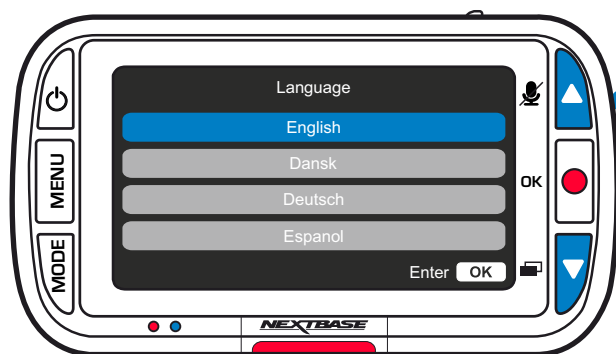 Language
English
Dansk
Deutsch
Espanol
Enter OK
MENU
MODE
OK
NEXTBASE